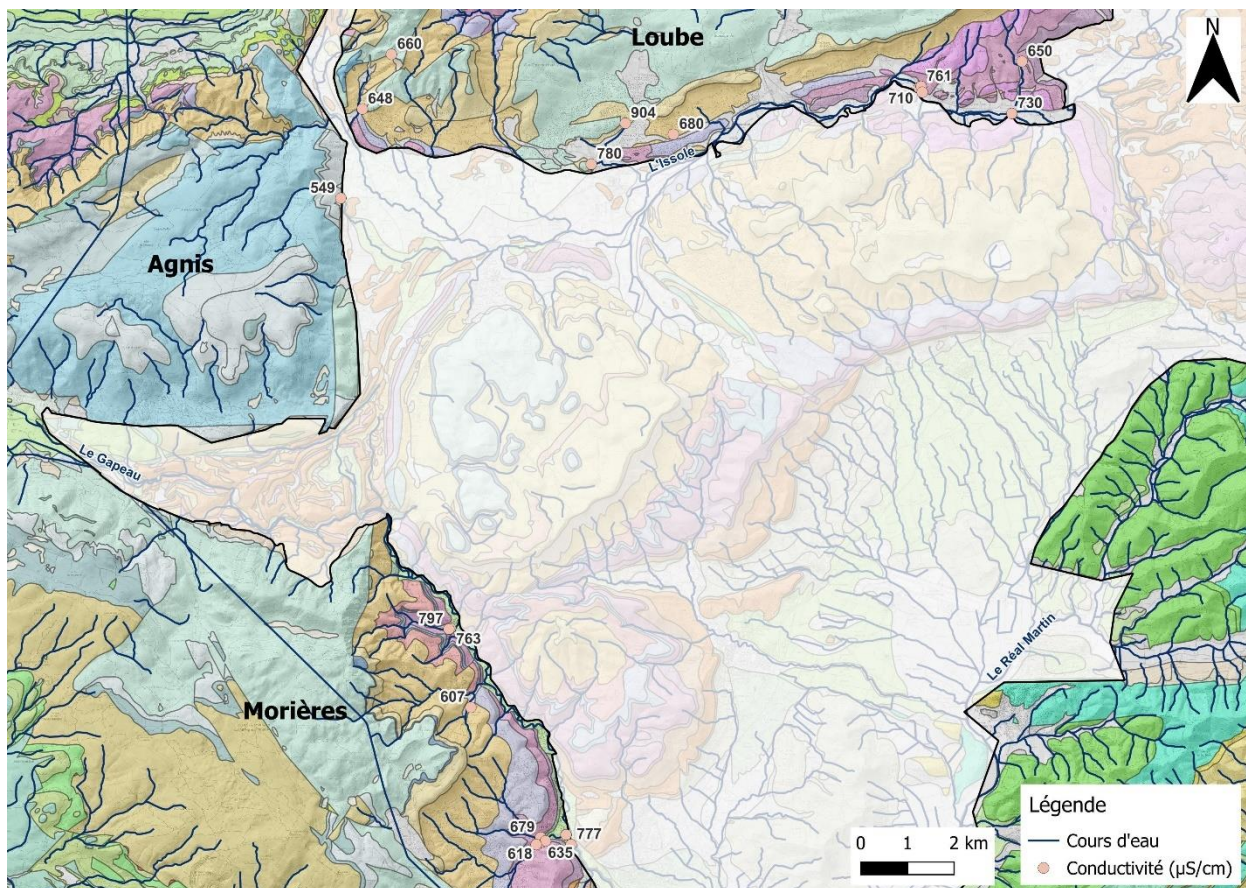 Loube
N
660
650
761
648
710
730
904
680
780
L'Issole
549
Agnis
Le Gapeau
797
763
Le Réal Martin
607
Morières
679
777
618
635
Légende
Cours d'eau
Conductivité (µS/cm)
0 1 2 km